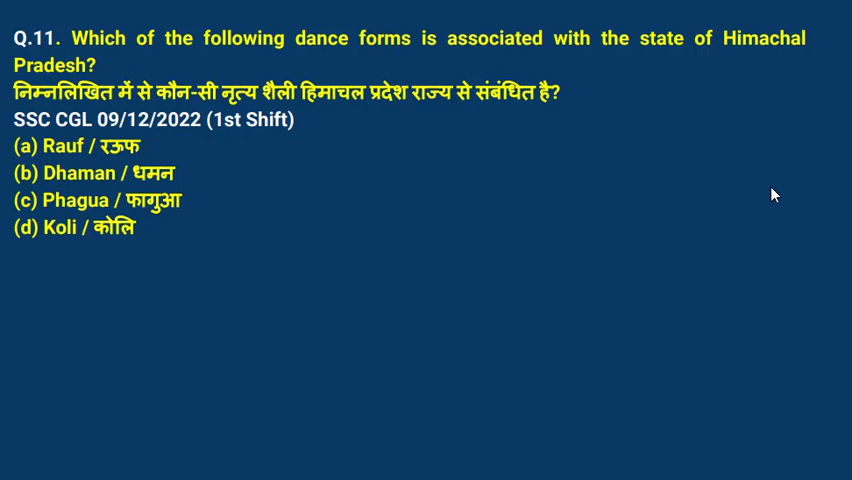 Q.11. Which of the following dance forms is associated with the state of Himachal
Pradesh?
निम्नलिखित में से कौन-सी नृत्य शैली हिमाचल प्रदेश राज्य से संबंधित है?
SSC CGL 09/12/2022 (1st Shift)
(a) Rauf / रऊफ
(b) Dhaman / धमन
(c) Phagua / फागुआ
(d) Koli / कोलि